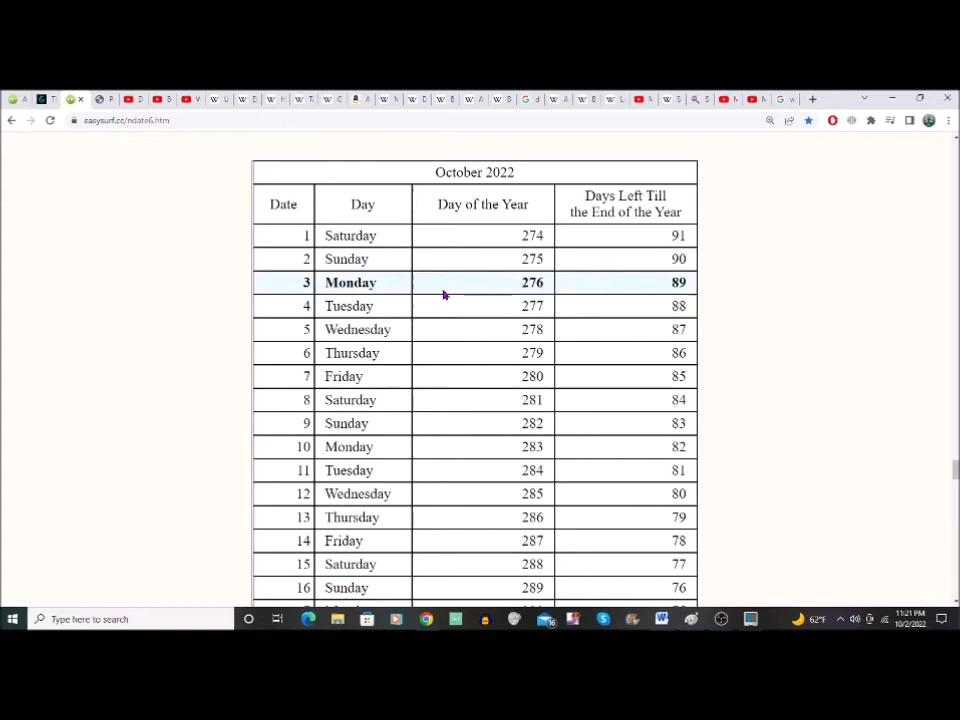 easysurf.cc/ndate6.htm
October 2022
Date Day Day of the Year Days Left Till
the End of the Year
1 Saturday 274 91
2 Sunday 275 90
3 Monday 276 89
4 Tuesday 277 88
5 Wednesday 278 87
6 Thursday 279 86
7 Friday 280 85
8 Saturday 281 84
9 Sunday 282 83
10 Monday 283 82
11 Tuesday 284 81
12 Wednesday 285 80
13 Thursday 286 79
14 Friday 287 78
15 Saturday 288 77
16 Sunday 289 76
Type here to search
16
62°F
11:21 PM
10/2/2022